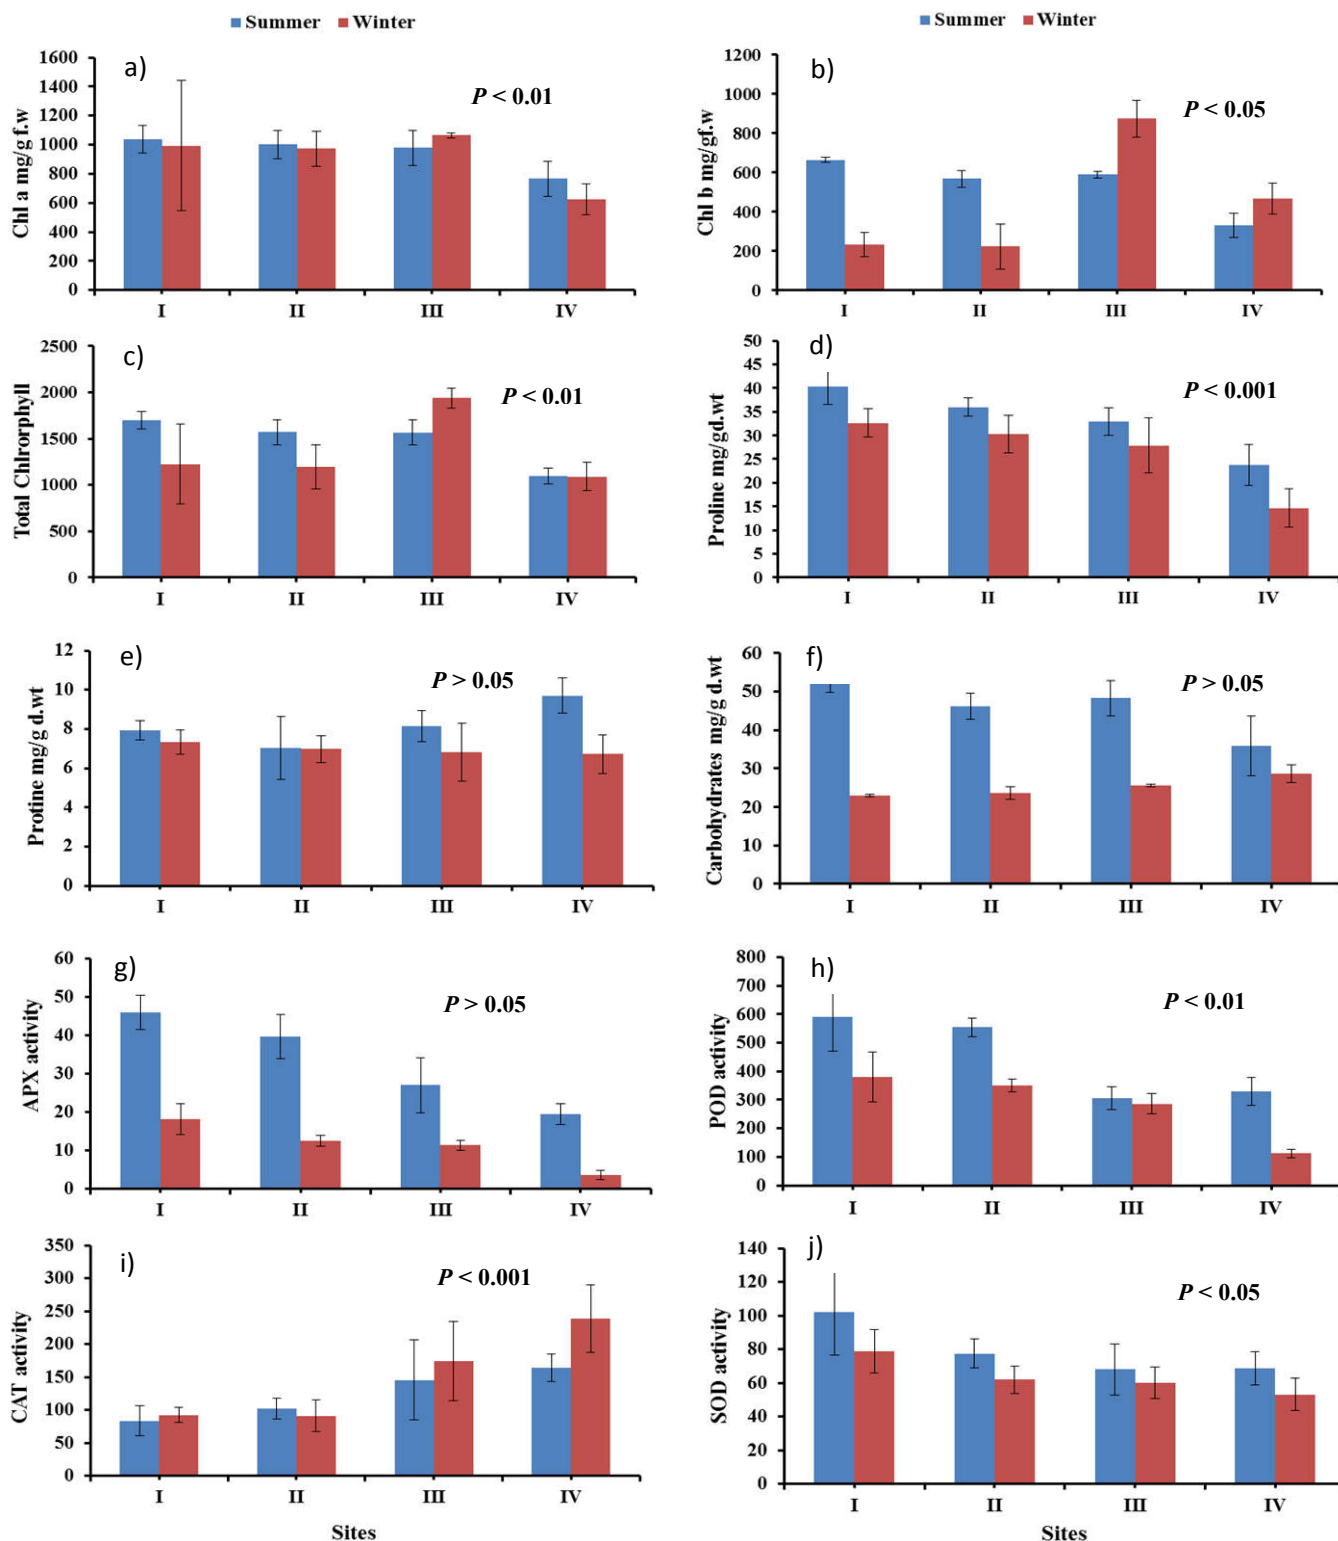 Summer Winter
a)
P < 0.01
Chl a mg/gf.w
1600
1400
1200
1000
800
600
400
200
0
I II III IV
Summer Winter
b)
P < 0.05
Chl b mg/gf.w
1200
1000
800
600
400
200
0
I II III IV
c)
P < 0.01
Total Chlrorphyll
2500
2000
1500
1000
500
0
I II III IV
d)
P < 0.001
Proline mg/gd.wt
50
45
40
35
30
25
20
15
10
5
0
I II III IV
e)
P > 0.05
Protine mg/g d.wt
12
10
8
6
4
2
0
I II III IV
f)
P > 0.05
Carbohydrates mg/g d.wt
60
50
40
30
20
10
0
I II III IV
g)
P > 0.05
APX activity
60
50
40
30
20
10
0
I II III IV
h)
P < 0.01
POD activity
800
700
600
500
400
300
200
100
0
I II III IV
i)
P < 0.001
CAT activity
350
300
250
200
150
100
50
0
I II III IV
Sites
j)
P < 0.05
SOD activity
140
120
100
80
60
40
20
0
I II III IV
Sites